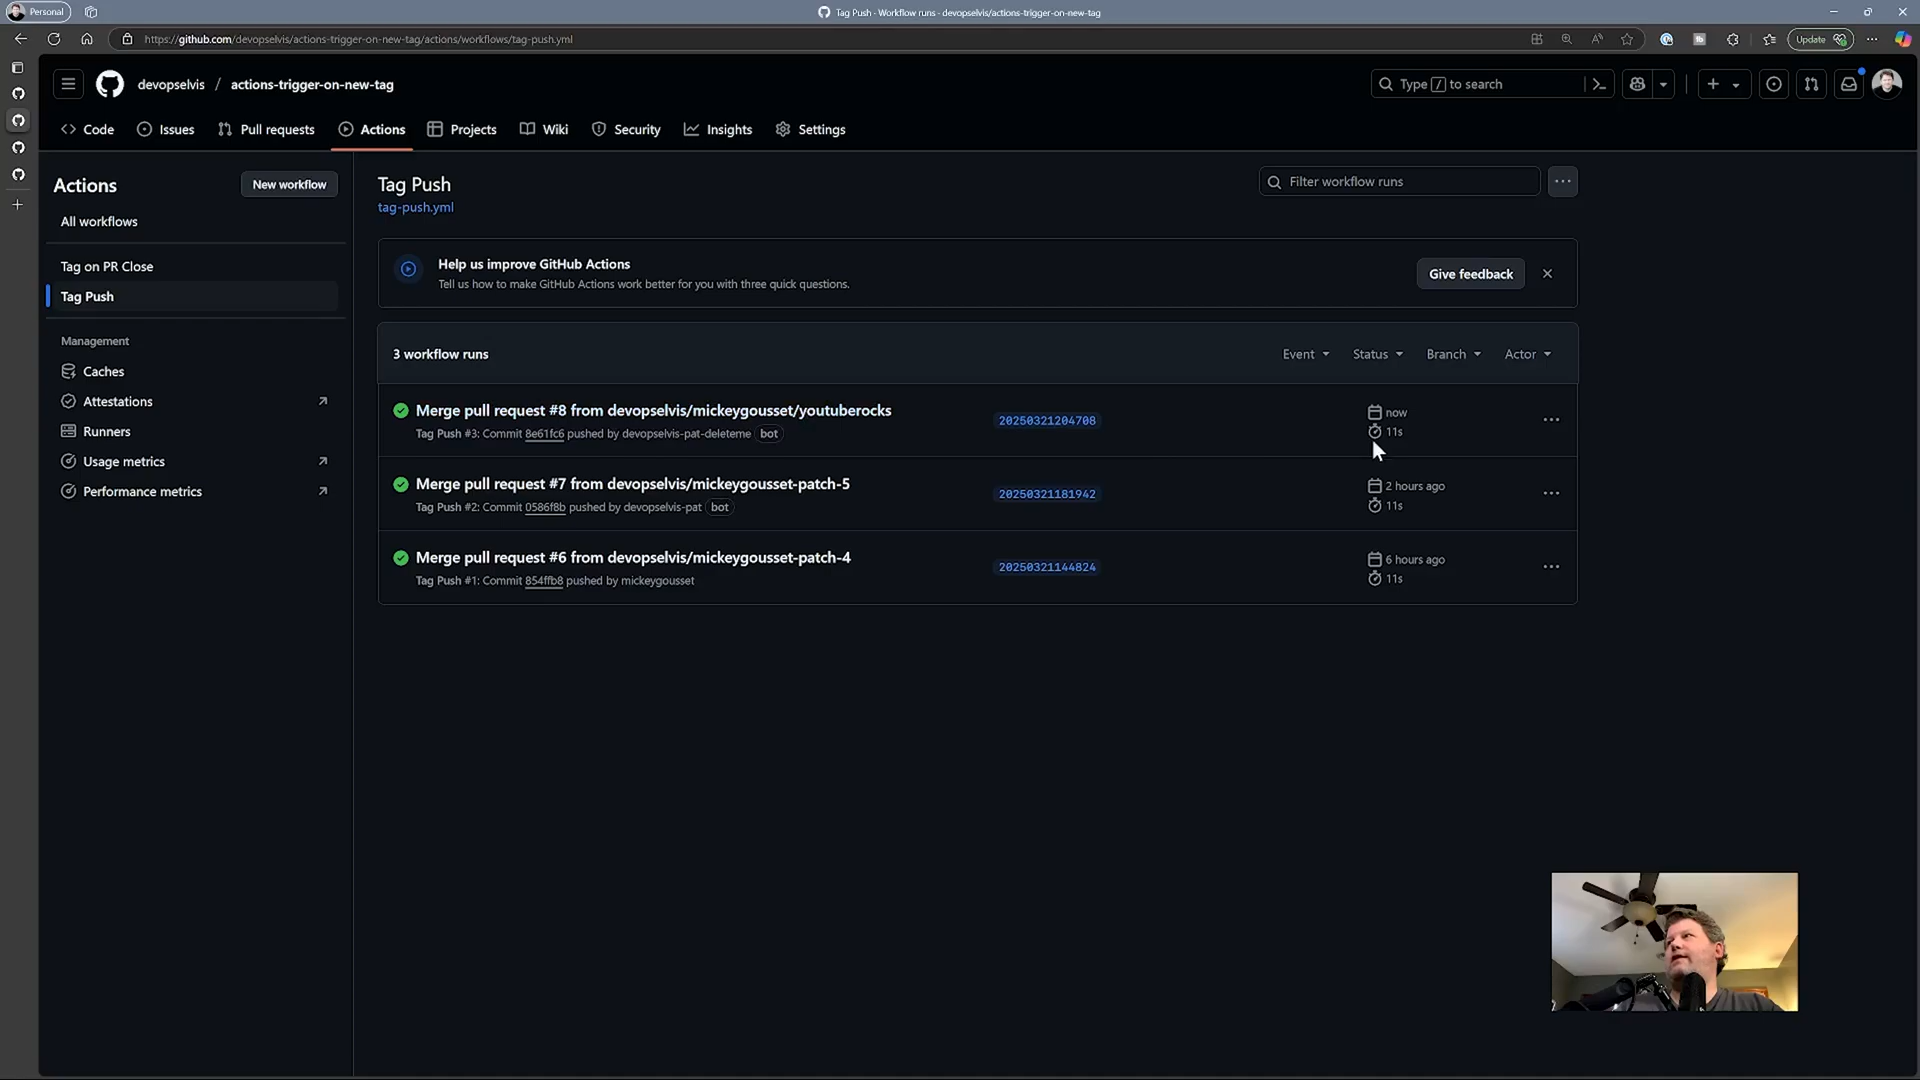 Personal
Tag Push · Workflow runs · devopselvis/actions-trigger-on-new-tag
https://github.com/devopselvis/actions-trigger-on-new-tag/actions/workflows/tag-push.yml
Update
devopselvis / actions-trigger-on-new-tag
Type / to search
Code
Issues
Pull requests
Actions
Projects
Wiki
Security
Insights
Settings
Actions
New workflow
All workflows
Tag on PR Close
Tag Push
Management
Caches
Attestations
Runners
Usage metrics
Performance metrics
Tag Push
tag-push.yml
Filter workflow runs
Help us improve GitHub Actions
Tell us how to make GitHub Actions work better for you with three quick questions.
Give feedback
3 workflow runs
Event
Status
Branch
Actor
Merge pull request #8 from devopselvis/mickeygousset/youtuberocks
Tag Push #3: Commit 8e61fc6 pushed by devopselvis-pat-deleteme bot
20250321204708
now
11s
Merge pull request #7 from devopselvis/mickeygousset-patch-5
Tag Push #2: Commit 0586f8b pushed by devopselvis-pat bot
20250321181942
2 hours ago
11s
Merge pull request #6 from devopselvis/mickeygousset-patch-4
Tag Push #1: Commit 854ffb8 pushed by mickeygousset
20250321144824
6 hours ago
11s